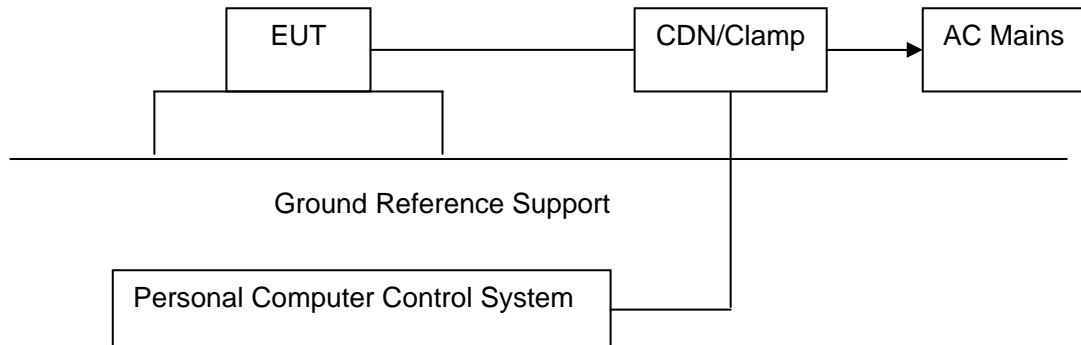 EUT
CDN/Clamp
AC Mains
Ground Reference Support
Personal Computer Control System